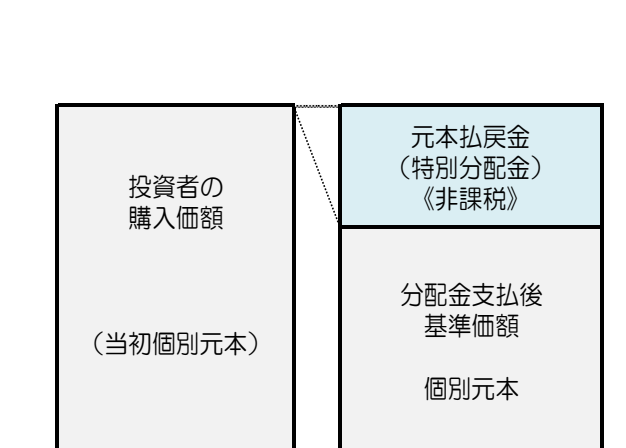 投資者の
購入価額
（当初個別元本）
元本払戻金
（特別分配金）
《非課税》
分配金支払後
基準価額
個別元本